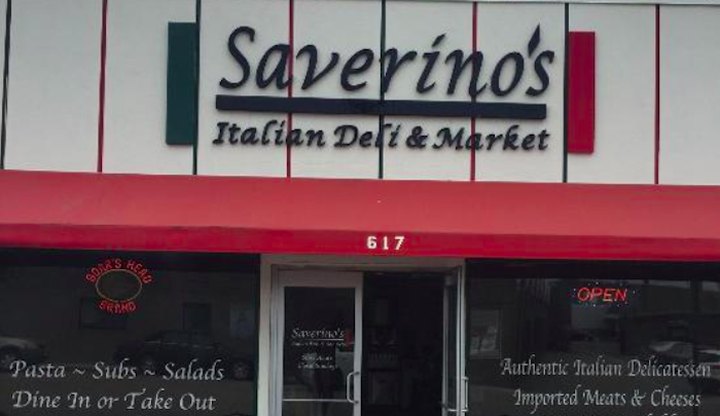 Saverino's
Italian Deli & Market
617
BOAR'S HEAD
BRAND
OPEN
Saverino's
Pasta ~ Subs ~ Salads
Dine In or Take Out
Authentic Italian Delicatessen
Imported Meats & Cheeses